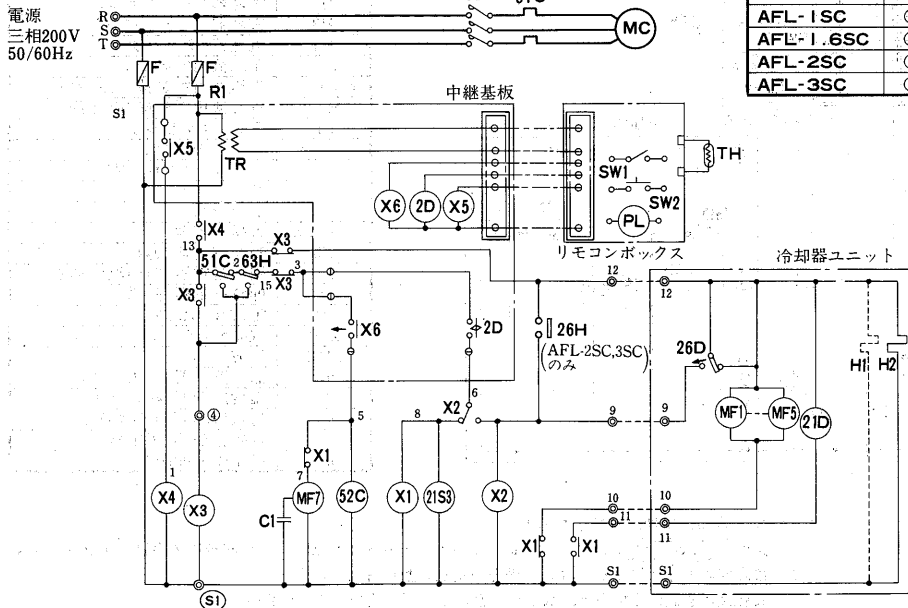 電源
三相200V
50/60Hz
R
S
T
MC
AFL-1SC
AFL-1.6SC
AFL-2SC
AFL-3SC
F
F
R1
S1
中継基板
X5
TR
X6
2D
X5
SW1
SW2
PL
TH
リモコンボックス
冷却器ユニット
X4
13
X3
51C
2
63H
3
15
X3
X3
12
12
X6
2D
26H
(AFL-2SC,3SC)
のみ
26D
H1
H2
MF1
MF5
21D
④
6
X2
5
8
9
9
1
X1
7
X4
X3
MF7
52C
X1
21S3
X2
C1
10
10
11
11
X1
X1
S1
S1
S1